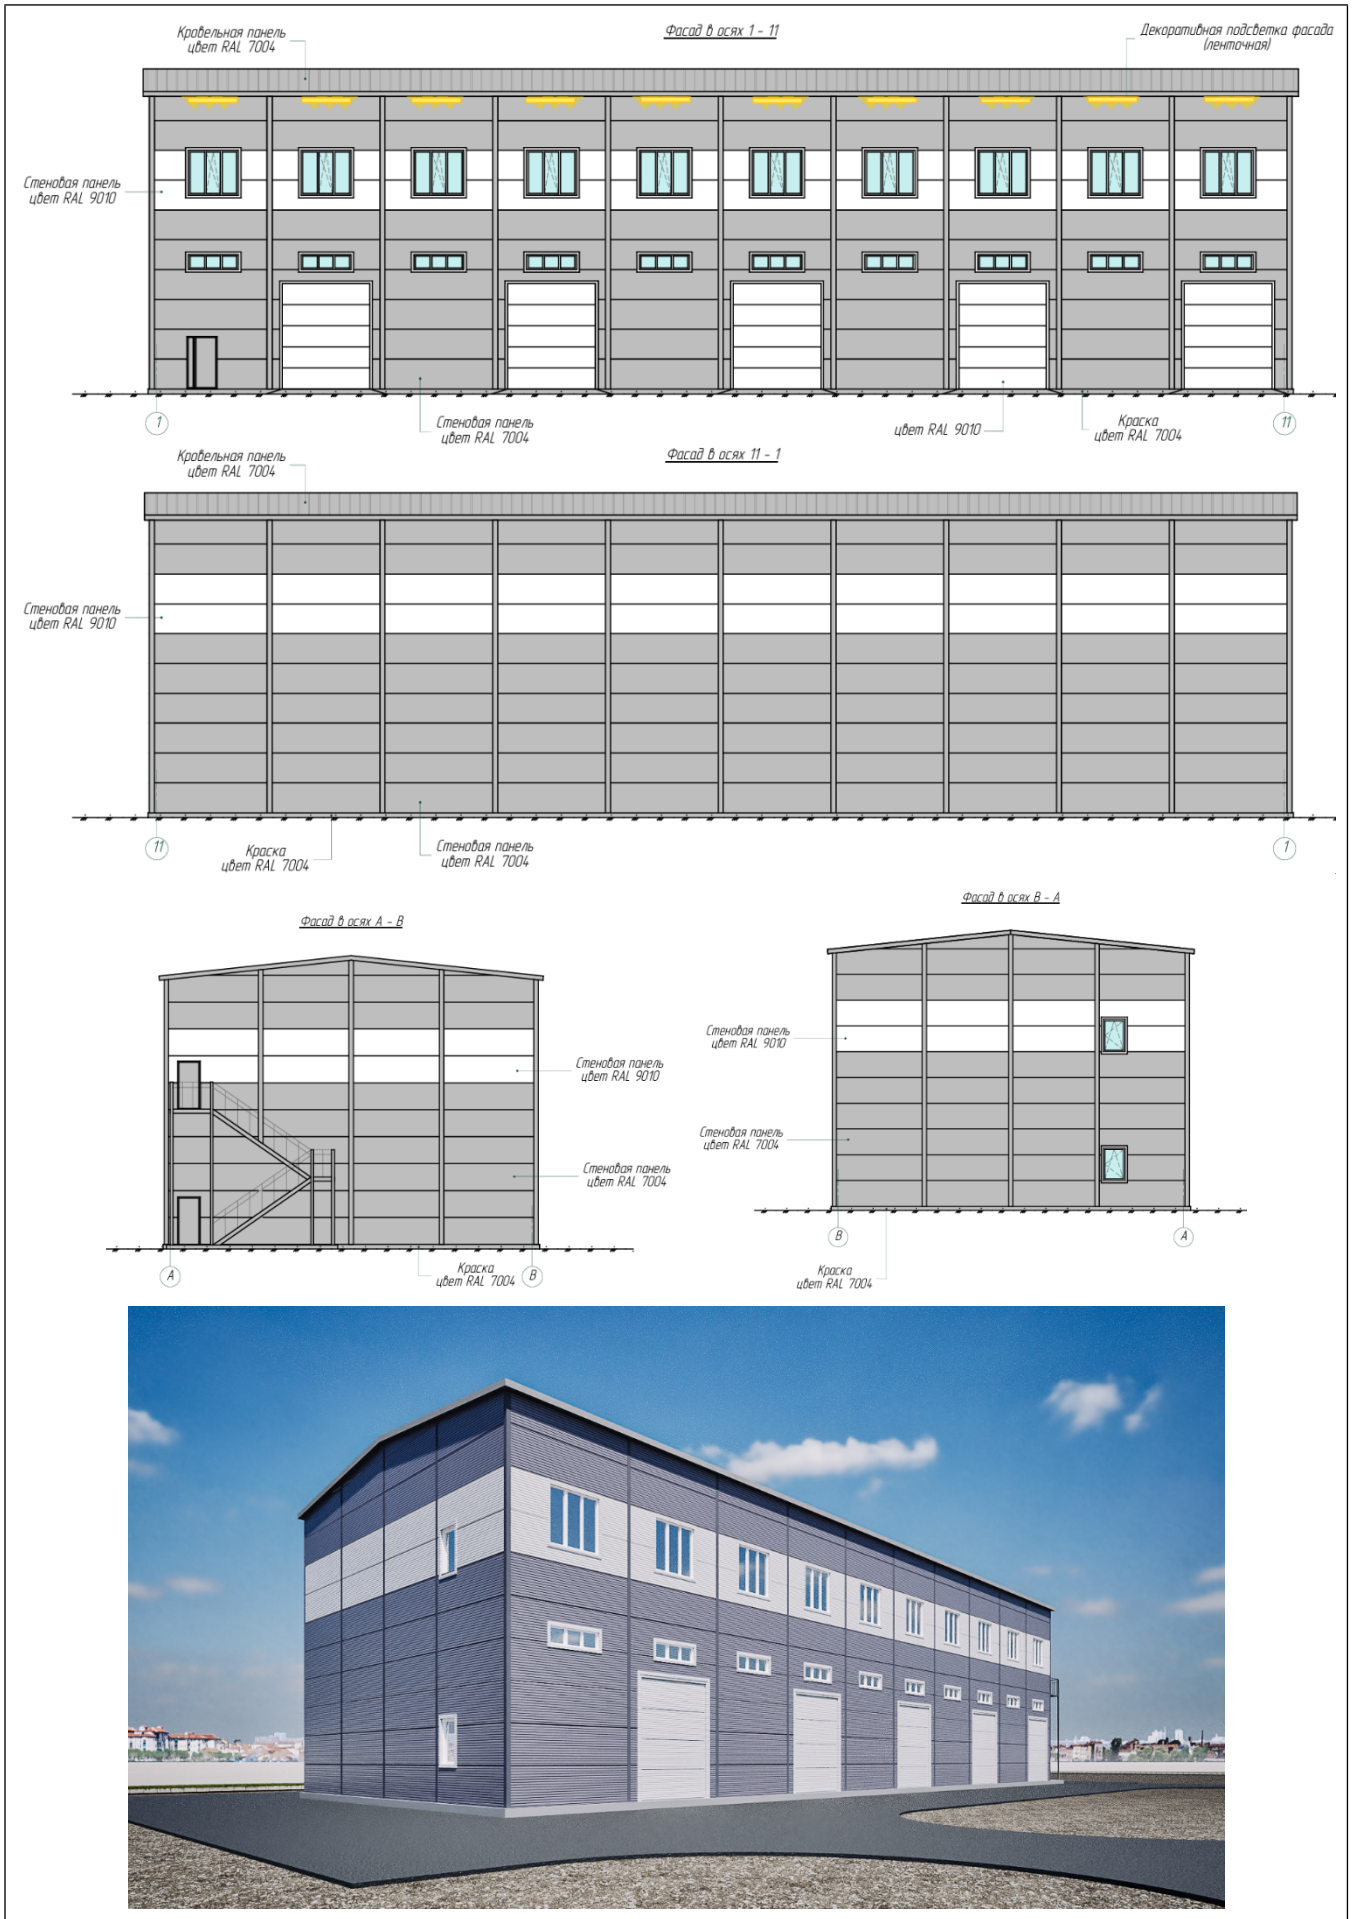 Кровельная панель
цвет RAL 7004
Фасад в осях 1 - 11
Декоративная подсветка фасада
(ленточная)
Стеновая панель
цвет RAL 9010
1
Стеновая панель
цвет RAL 7004
цвет RAL 9010
Краска
цвет RAL 7004
11
Кровельная панель
цвет RAL 7004
Фасад в осях 11 - 1
Стеновая панель
цвет RAL 9010
11
Краска
цвет RAL 7004
Стеновая панель
цвет RAL 7004
1
Фасад в осях А - В
Стеновая панель
цвет RAL 9010
Стеновая панель
цвет RAL 7004
А
Краска
цвет RAL 7004
В
Фасад в осях В - А
Стеновая панель
цвет RAL 9010
Стеновая панель
цвет RAL 7004
В
А
Краска
цвет RAL 7004